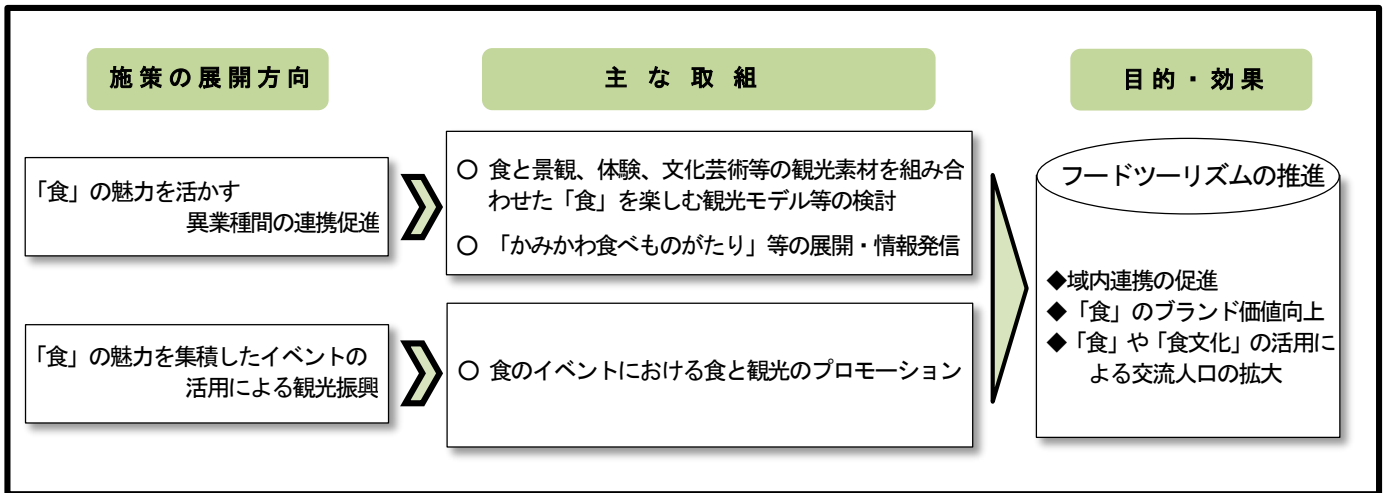 施策の展開方向
主な取組
目的・効果
「食」の魅力を活かす
異業種間の連携促進
○ 食と景観、体験、文化芸術等の観光素材を組み合
わせた「食」を楽しむ観光モデル等の検討
○ 「かみかわ食べものがたり」等の展開・情報発信
「食」の魅力を集積したイベントの
活用による観光振興
○ 食のイベントにおける食と観光のプロモーション
フードツーリズムの推進
◆域内連携の促進
◆「食」のブランド価値向上
◆「食」や「食文化」の活用に
よる交流人口の拡大